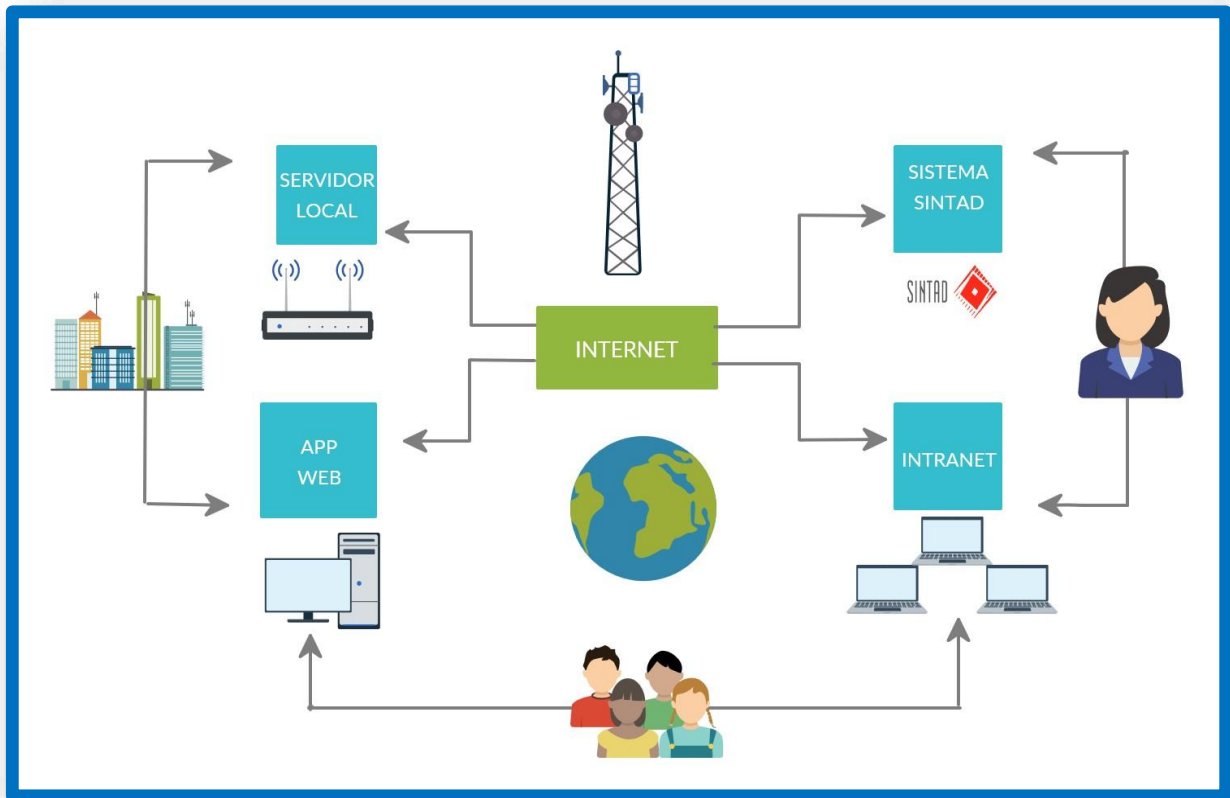 SERVIDOR
LOCAL
SISTEMA
SINTAD
SINTAD
INTERNET
APP
WEB
INTRANET